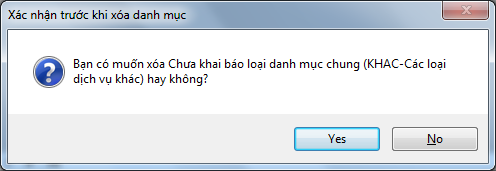 Xác nhận trước khi xóa danh mục
Bạn có muốn xóa Chưa khai báo loại danh mục chung (KHAC-Các loại
dịch vụ khác) hay không?
Yes
No